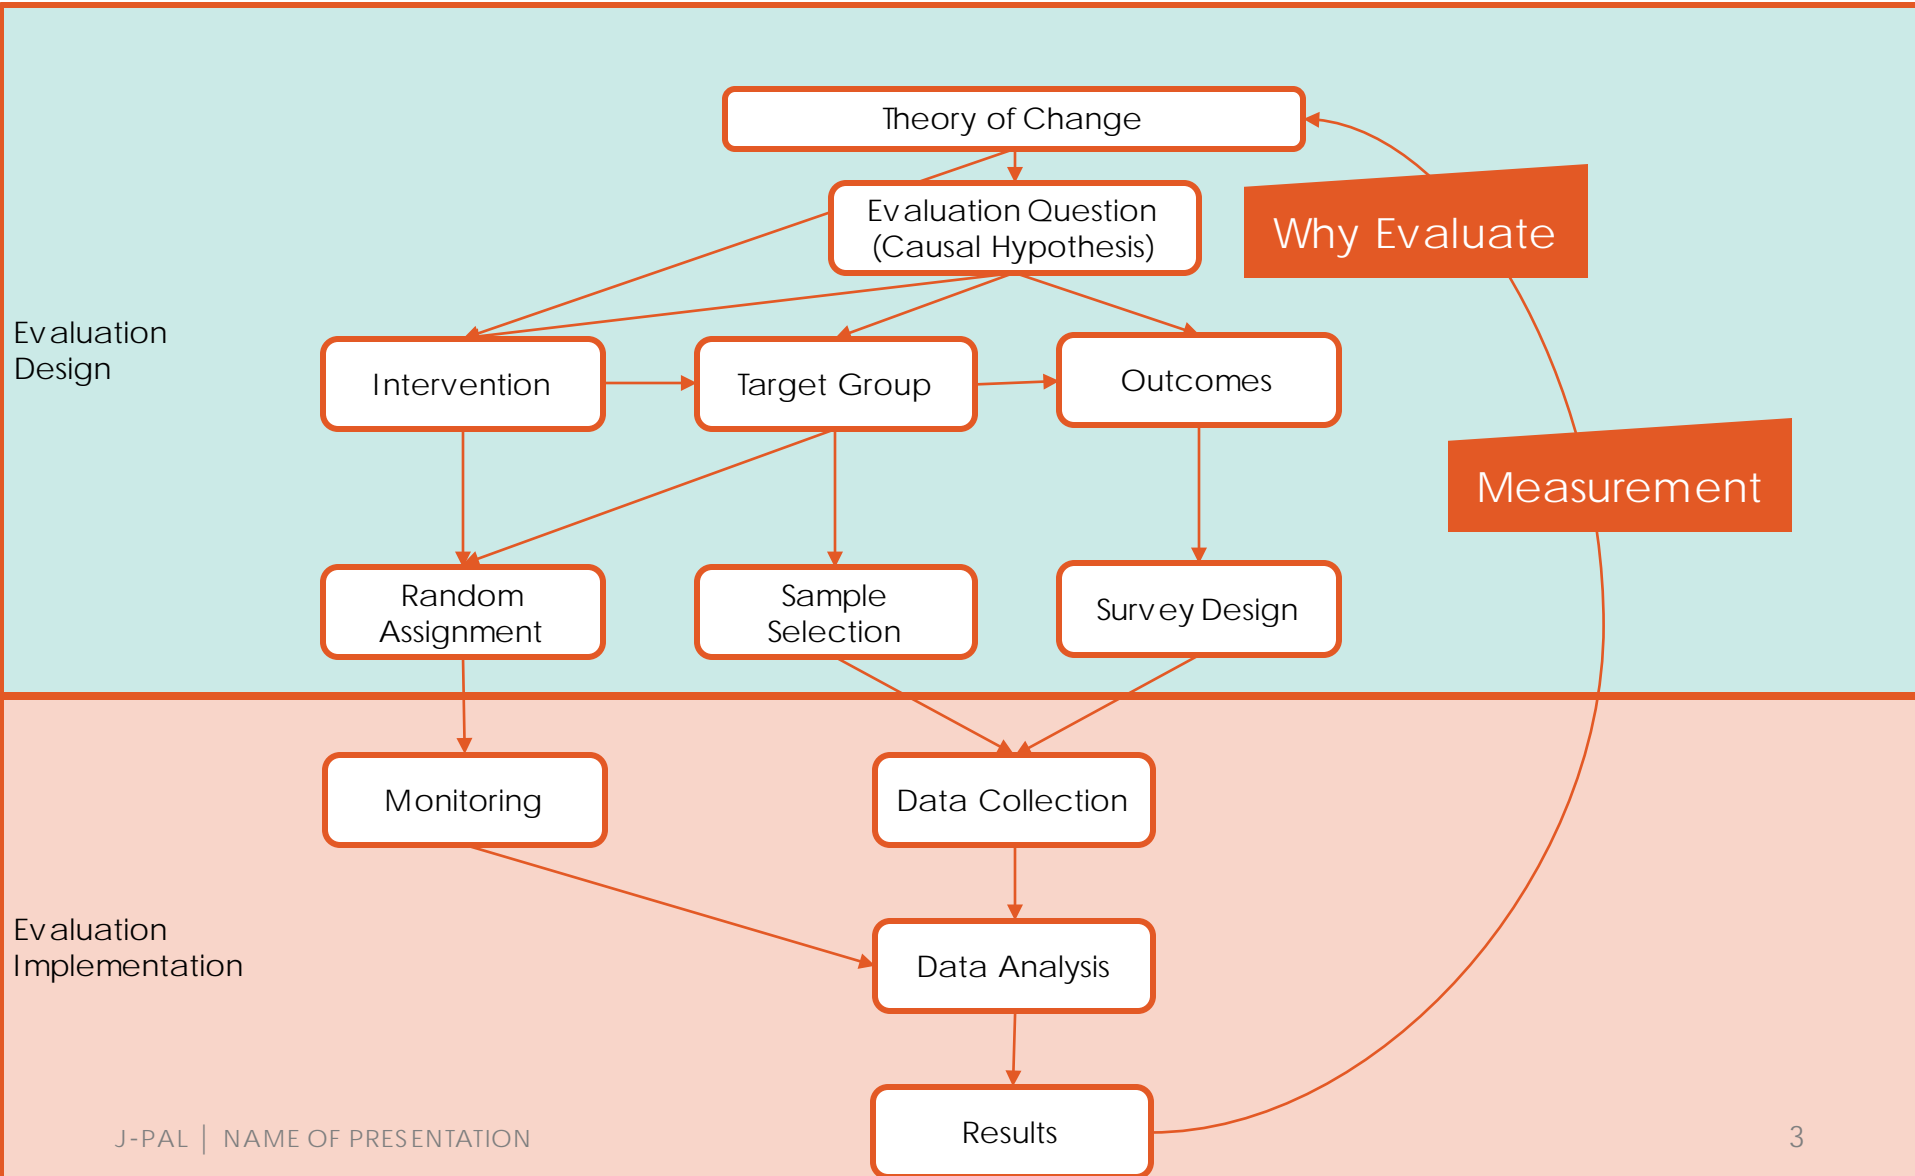 Theory of Change
Evaluation Question
(Causal Hypothesis)
Why Evaluate
Evaluation
Design
Intervention
Target Group
Outcomes
Measurement
Random
Assignment
Sample
Selection
Survey Design
Monitoring
Data Collection
Evaluation
Implementation
Data Analysis
Results
J-PAL | NAME OF PRESENTATION
3